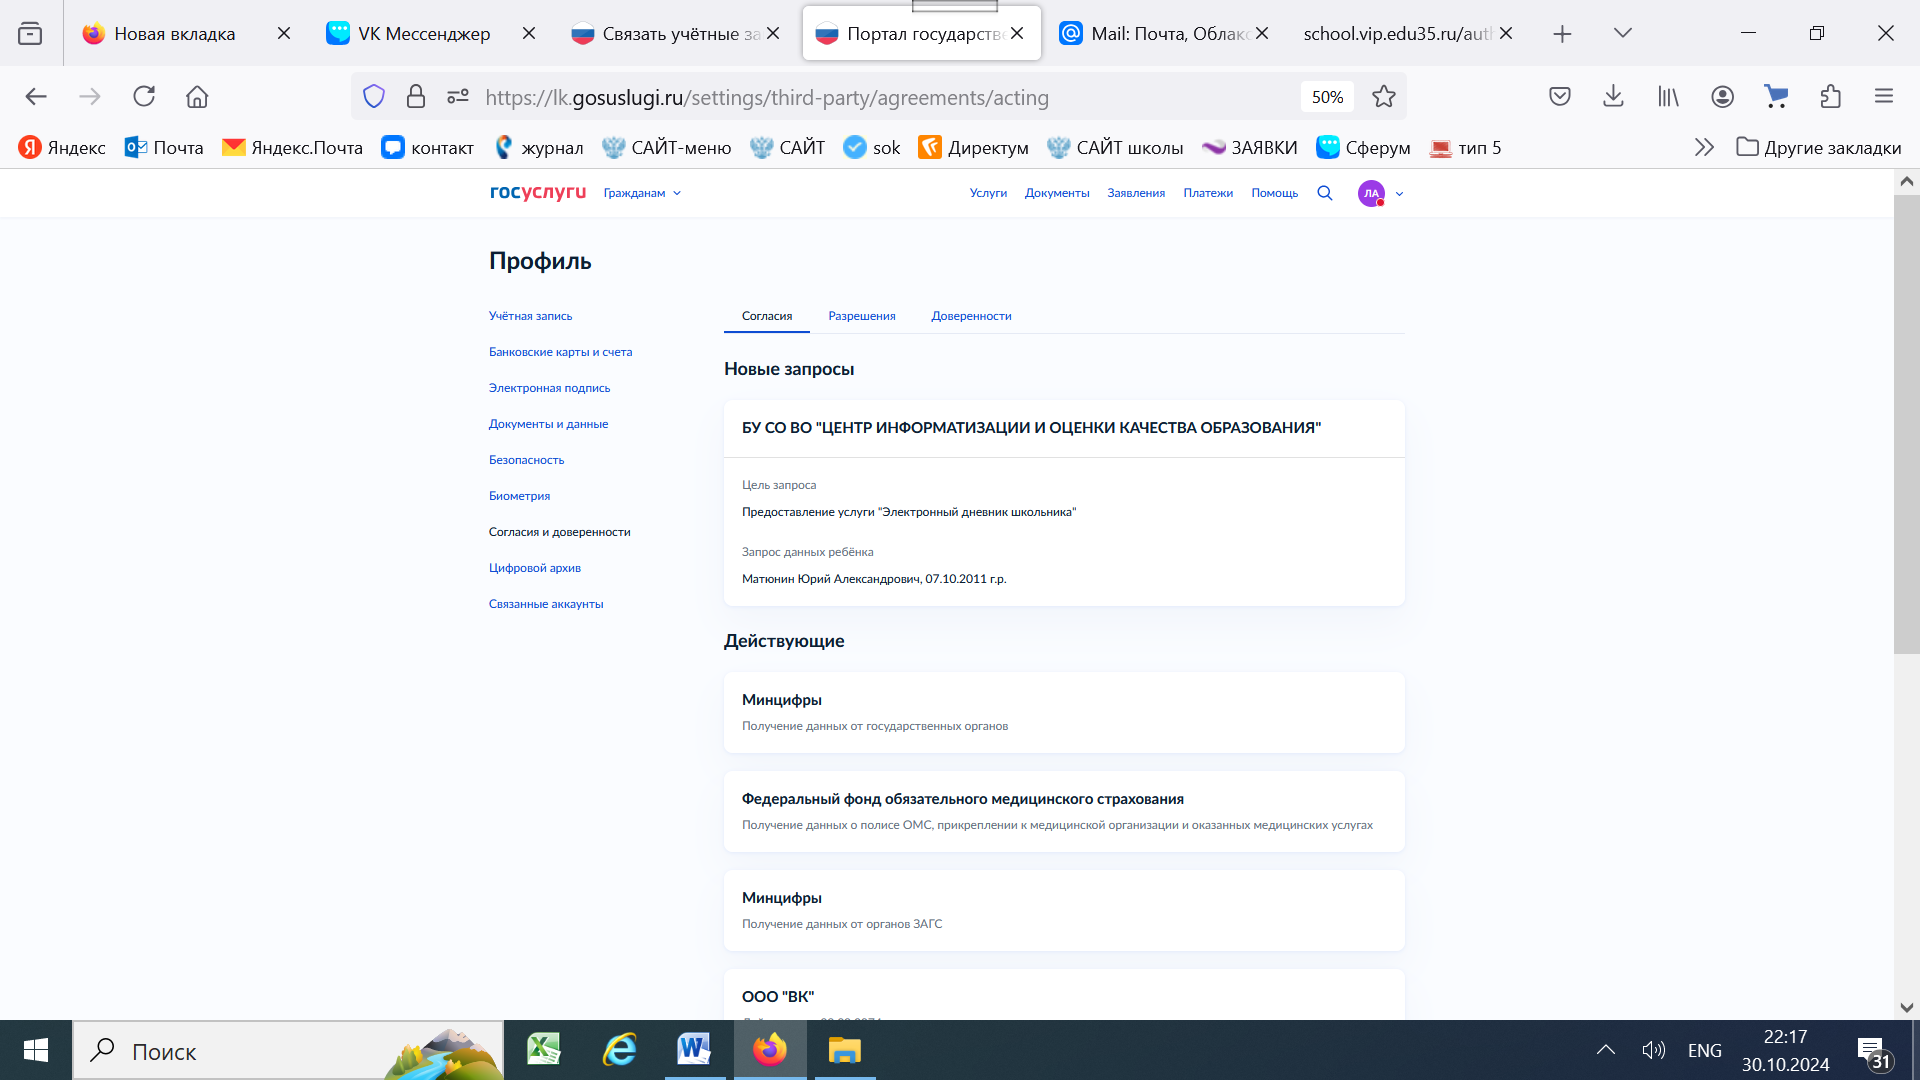 Новая вкладка
VK Мессенджер
Связать учётные за
Портал государстве
Mail: Почта, Облако
school.vip.edu35.ru/auth
https://lk.gosuslugi.ru/settings/third-party/agreements/acting
50%
Яндекс
Почта
Яндекс.Почта
контакт
журнал
САЙТ-меню
САЙТ
sok
Директум
САЙТ школы
ЗАЯВКИ
Сферум
тип 5
Другие закладки
госуслуги
Гражданам
Услуги
Документы
Заявления
Платежи
Помощь
ЛА
Профиль
Учётная запись
Банковские карты и счета
Электронная подпись
Документы и данные
Безопасность
Биометрия
Согласия и доверенности
Цифровой архив
Связанные аккаунты
Согласия
Разрешения
Доверенности
Новые запросы
БУ СО ВО "ЦЕНТР ИНФОРМАТИЗАЦИИ И ОЦЕНКИ КАЧЕСТВА ОБРАЗОВАНИЯ"
Цель запроса
Предоставление услуги "Электронный дневник школьника"
Запрос данных ребёнка
Матюнин Юрий Александрович, 07.10.2011 г.р.
Действующие
Минцифры
Получение данных от государственных органов
Федеральный фонд обязательного медицинского страхования
Получение данных о полисе ОМС, прикреплении к медицинской организации и оказанных медицинских услугах
Минцифры
Получение данных от органов ЗАГС
ООО "ВК"
Поиск
ENG
22:17
30.10.2024
31